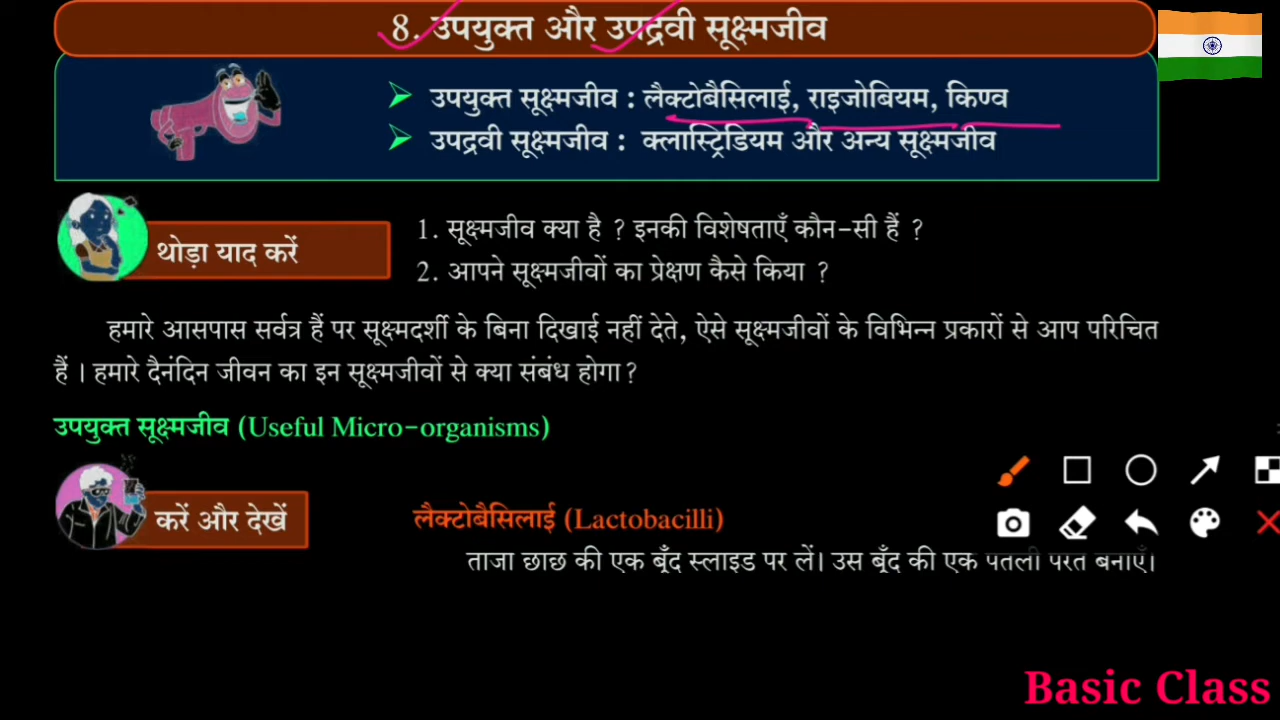 8. उपयुक्त और उपद्रवी सूक्ष्मजीव
उपयुक्त सूक्ष्मजीव : लैक्टोबैसिलाई, राइजोबियम, किण्व
उपद्रवी सूक्ष्मजीव : क्लास्ट्रिडियम और अन्य सूक्ष्मजीव
थोड़ा याद करें
1. सूक्ष्मजीव क्या है ? इनकी विशेषताएँ कौन-सी हैं ?
2. आपने सूक्ष्मजीवों का प्रेक्षण कैसे किया ?
हमारे आसपास सर्वत्र हैं पर सूक्ष्मदर्शी के बिना दिखाई नहीं देते, ऐसे सूक्ष्मजीवों के विभिन्न प्रकारों से आप परिचित
हैं । हमारे दैनंदिन जीवन का इन सूक्ष्मजीवों से क्या संबंध होगा ?
उपयुक्त सूक्ष्मजीव (Useful Micro-organisms)
करें और देखें
लैक्टोबैसिलाई (Lactobacilli)
ताजा छाछ की एक बूँद स्लाइड पर लें। उस बूँद की एक पतली परत बनाएँ।
Basic Class